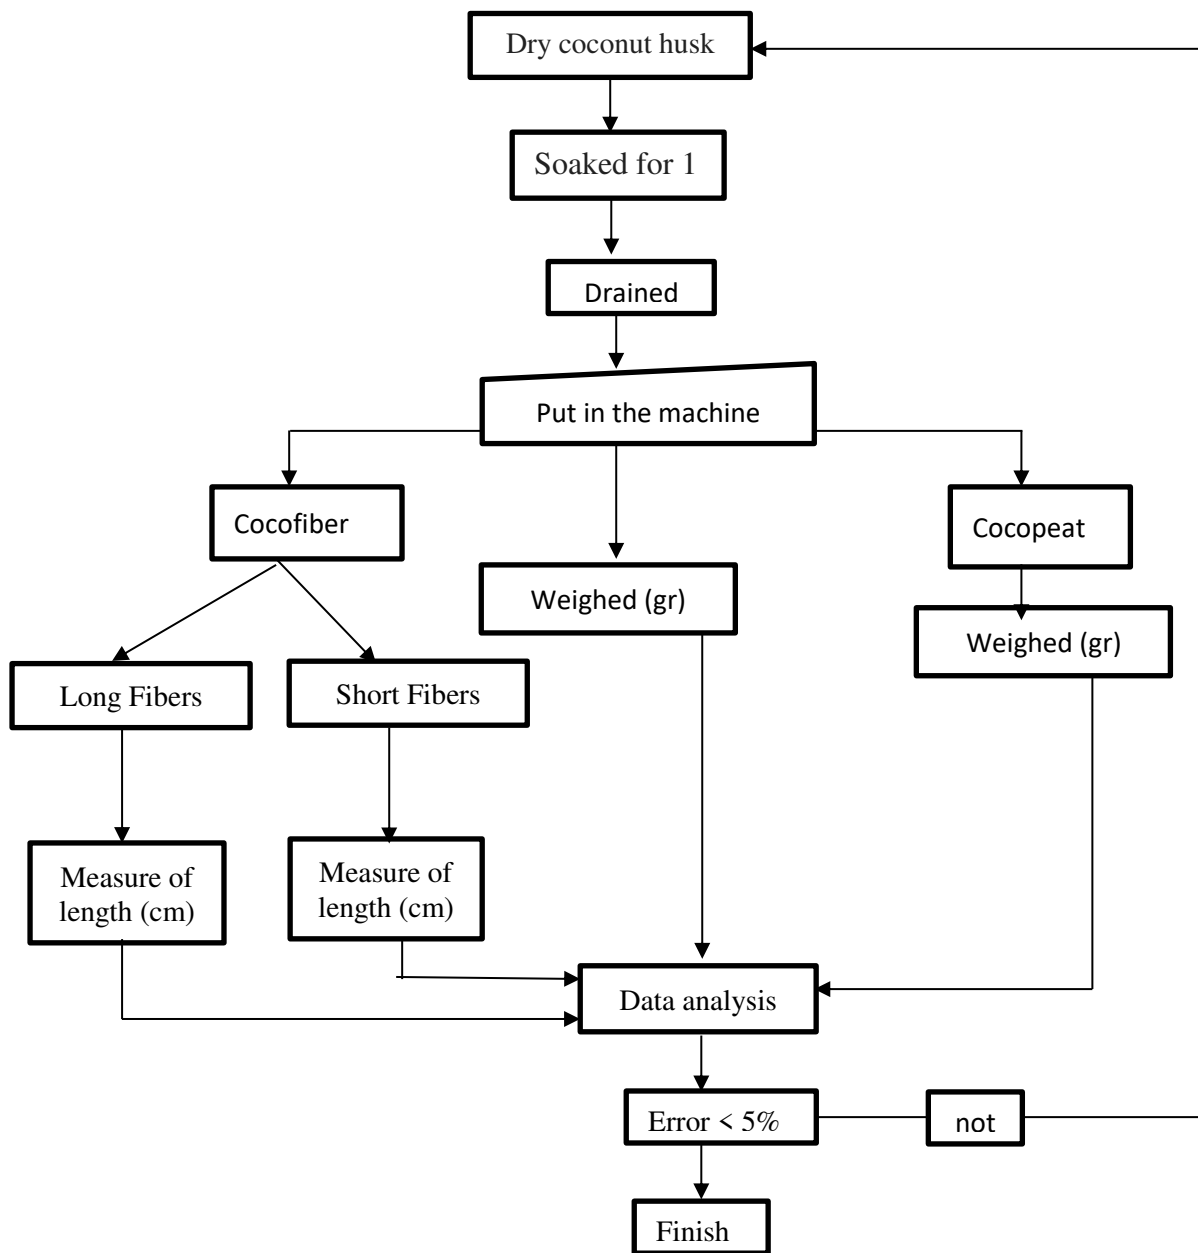 Dry coconut husk
Soaked for 1
Drained
Put in the machine
Cocofiber
Cocopeat
Weighed (gr)
Weighed (gr)
Long Fibers
Short Fibers
Measure of
length (cm)
Measure of
length (cm)
Data analysis
Error < 5%
not
Finish